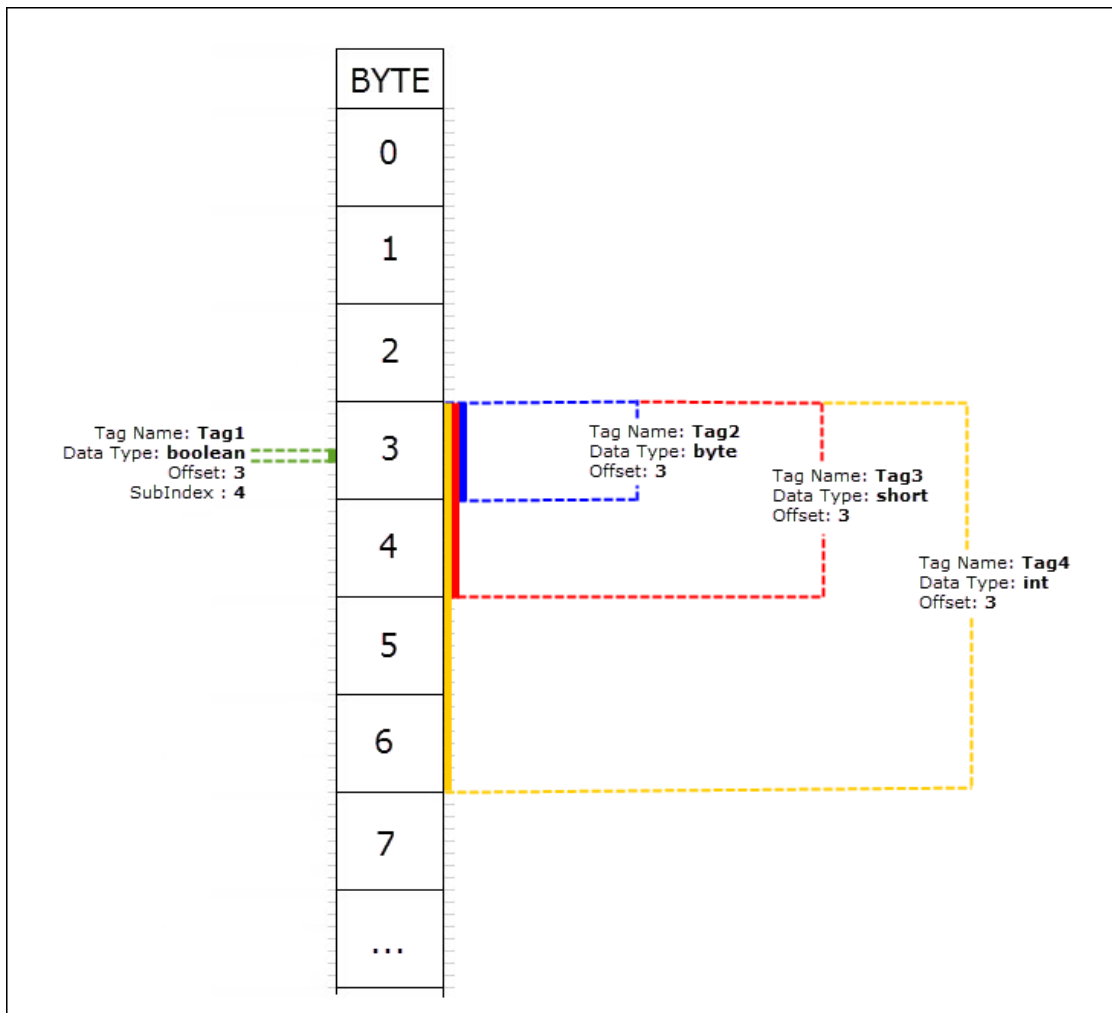 BYTE
0
1
2
3
4
5
6
7
...
Tag Name: Tag1
Data Type: boolean
Offset: 3
SubIndex : 4
Tag Name: Tag2
Data Type: byte
Offset: 3
Tag Name: Tag3
Data Type: short
Offset: 3
Tag Name: Tag4
Data Type: int
Offset: 3